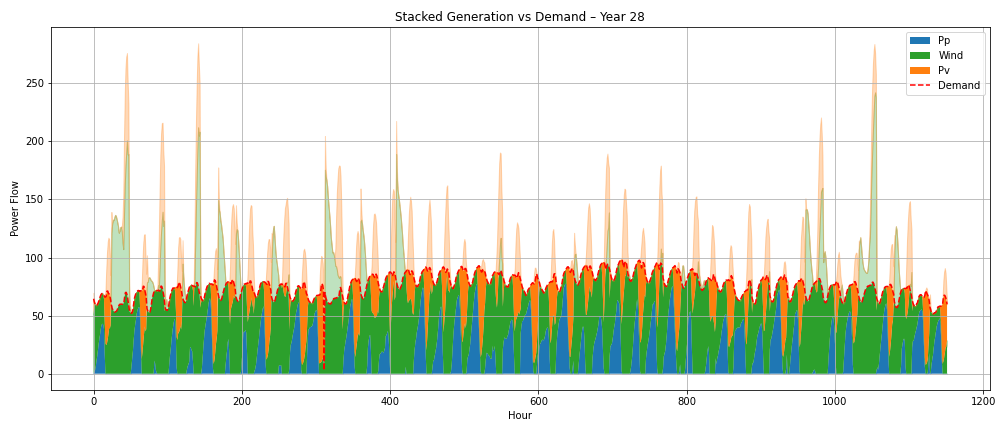 Stacked Generation vs Demand – Year 28
Pp
Wind
Pv
Demand
Power Flow
250
200
150
100
50
0
0 200 400 600 800 1000 1200
Hour